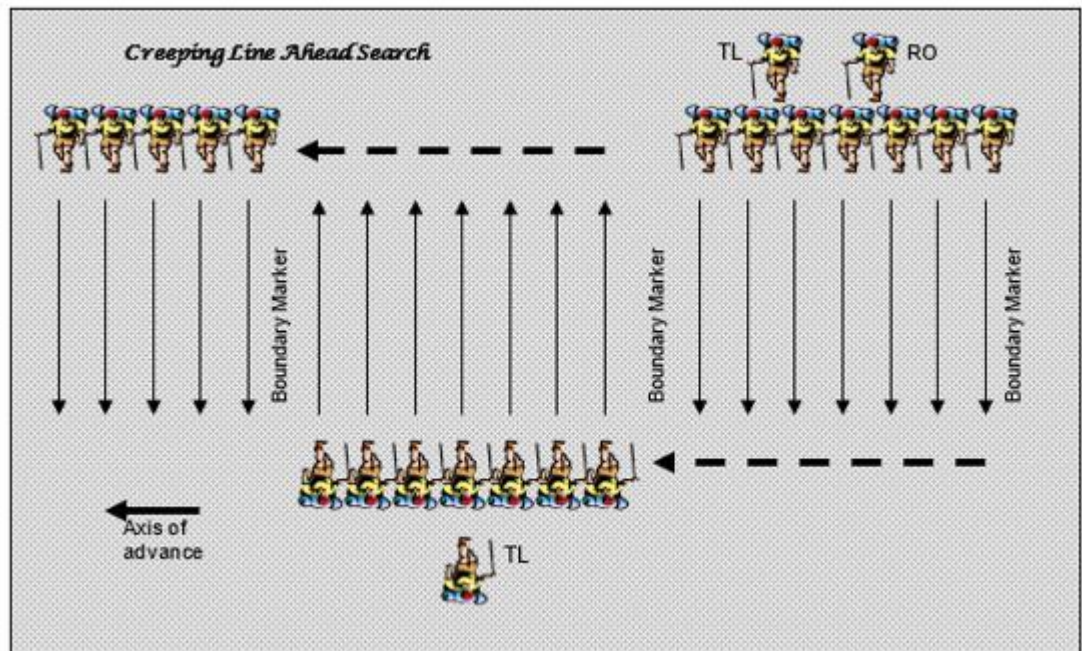 Creeping Line Ahead Search
TL
RO
Boundary Marker
Boundary Marker
Boundary Marker
Axis of
advance
TL